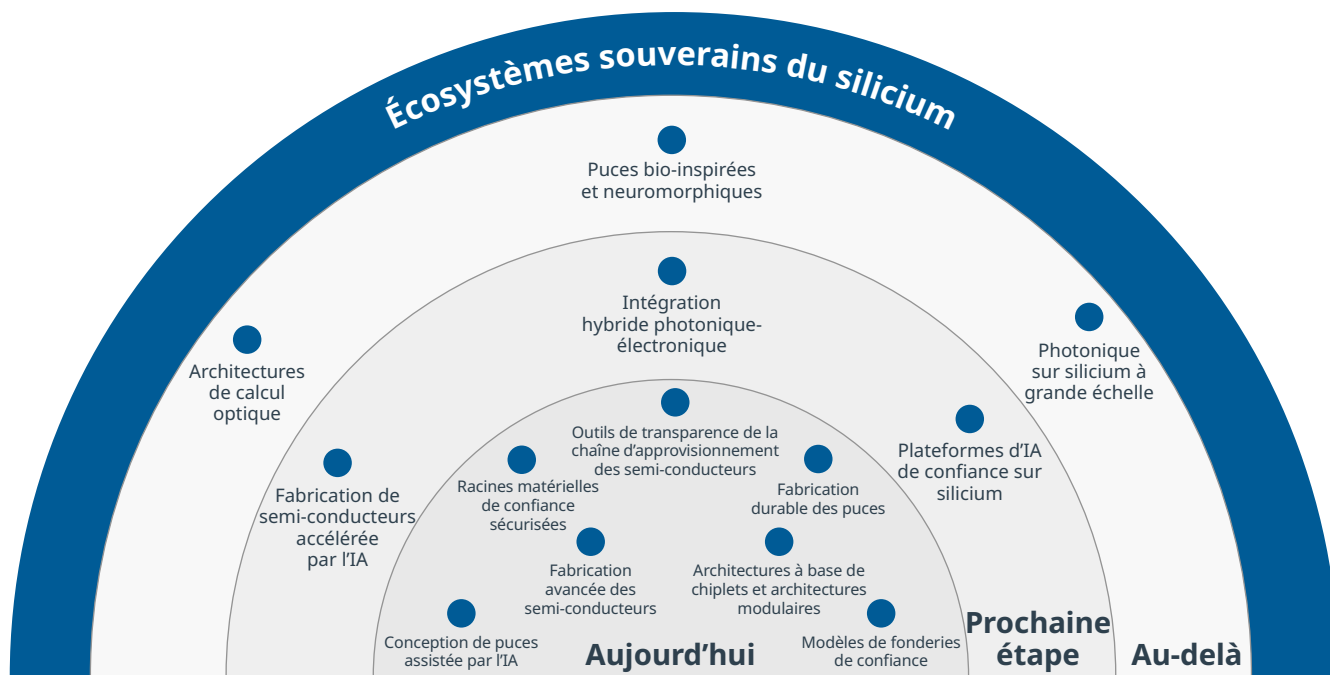 Écosystèmes souverains du silicium
Puces bio-inspirées
et neuromorphiques
Intégration
hybride photonique-
électronique
Architectures
de calcul
optique
Photonique
sur silicium à
grande échelle
Fabrication de
semi-conducteurs
accélérée
par l’IA
Plateformes d’IA
de confiance sur
silicium
Outils de transparence de la
chaîne d’approvisionnement
des semi-conducteurs
Racines matérielles
de confiance
sécurisées
Fabrication
durable des puces
Fabrication
avancée des
semi-conducteurs
Architectures à base de
chiplets et architectures
modulaires
Conception de puces
assistée par l’IA
Modèles de fonderies
de confiance
Aujourd’hui
Prochaine
étape
Au-delà